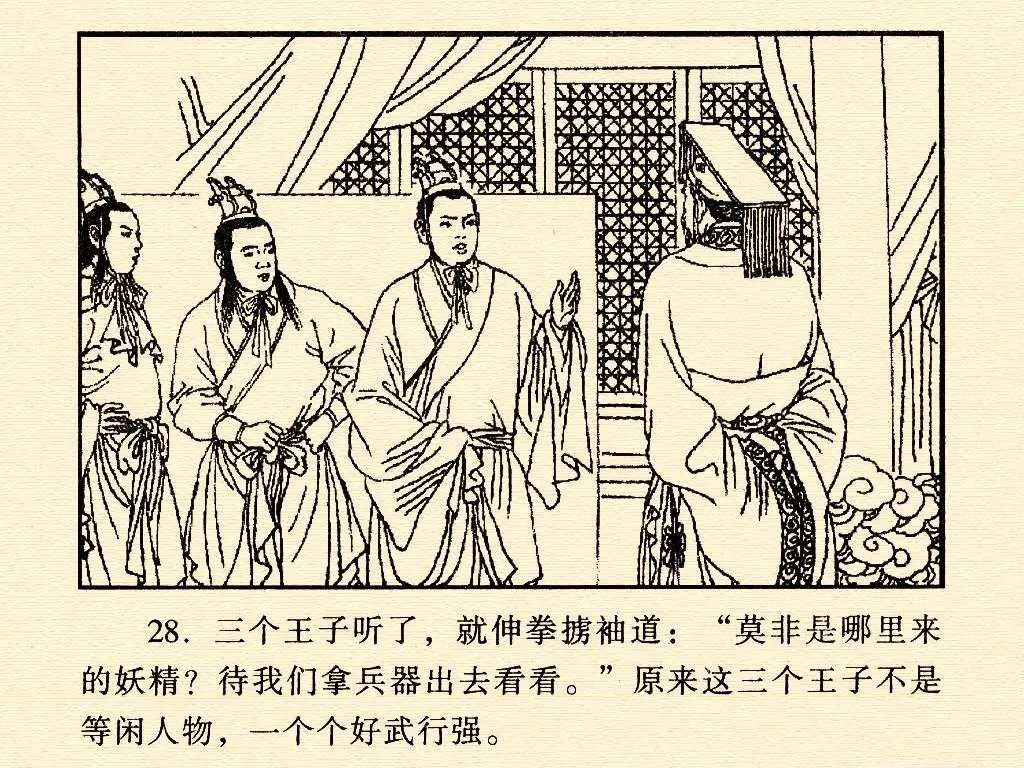 28. 三个王子听了，就伸拳掳袖道：“莫非是哪里来
的妖精？待我们拿兵器出去看看。”原来这三个王子不是
等闲人物，一个个好武行强。